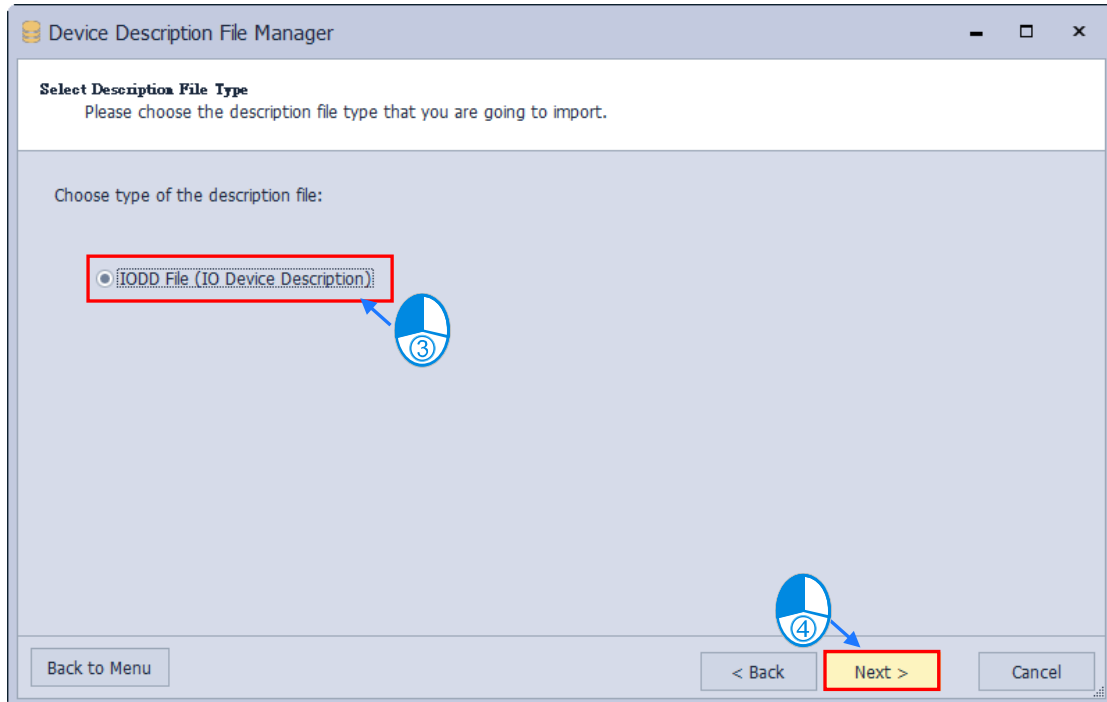 Device Description File Manager
Select Description File Type
Please choose the description file type that you are going to import.
Choose type of the description file:
IODD File (IO Device Description)
③
④
Back to Menu
< Back
Next >
Cancel